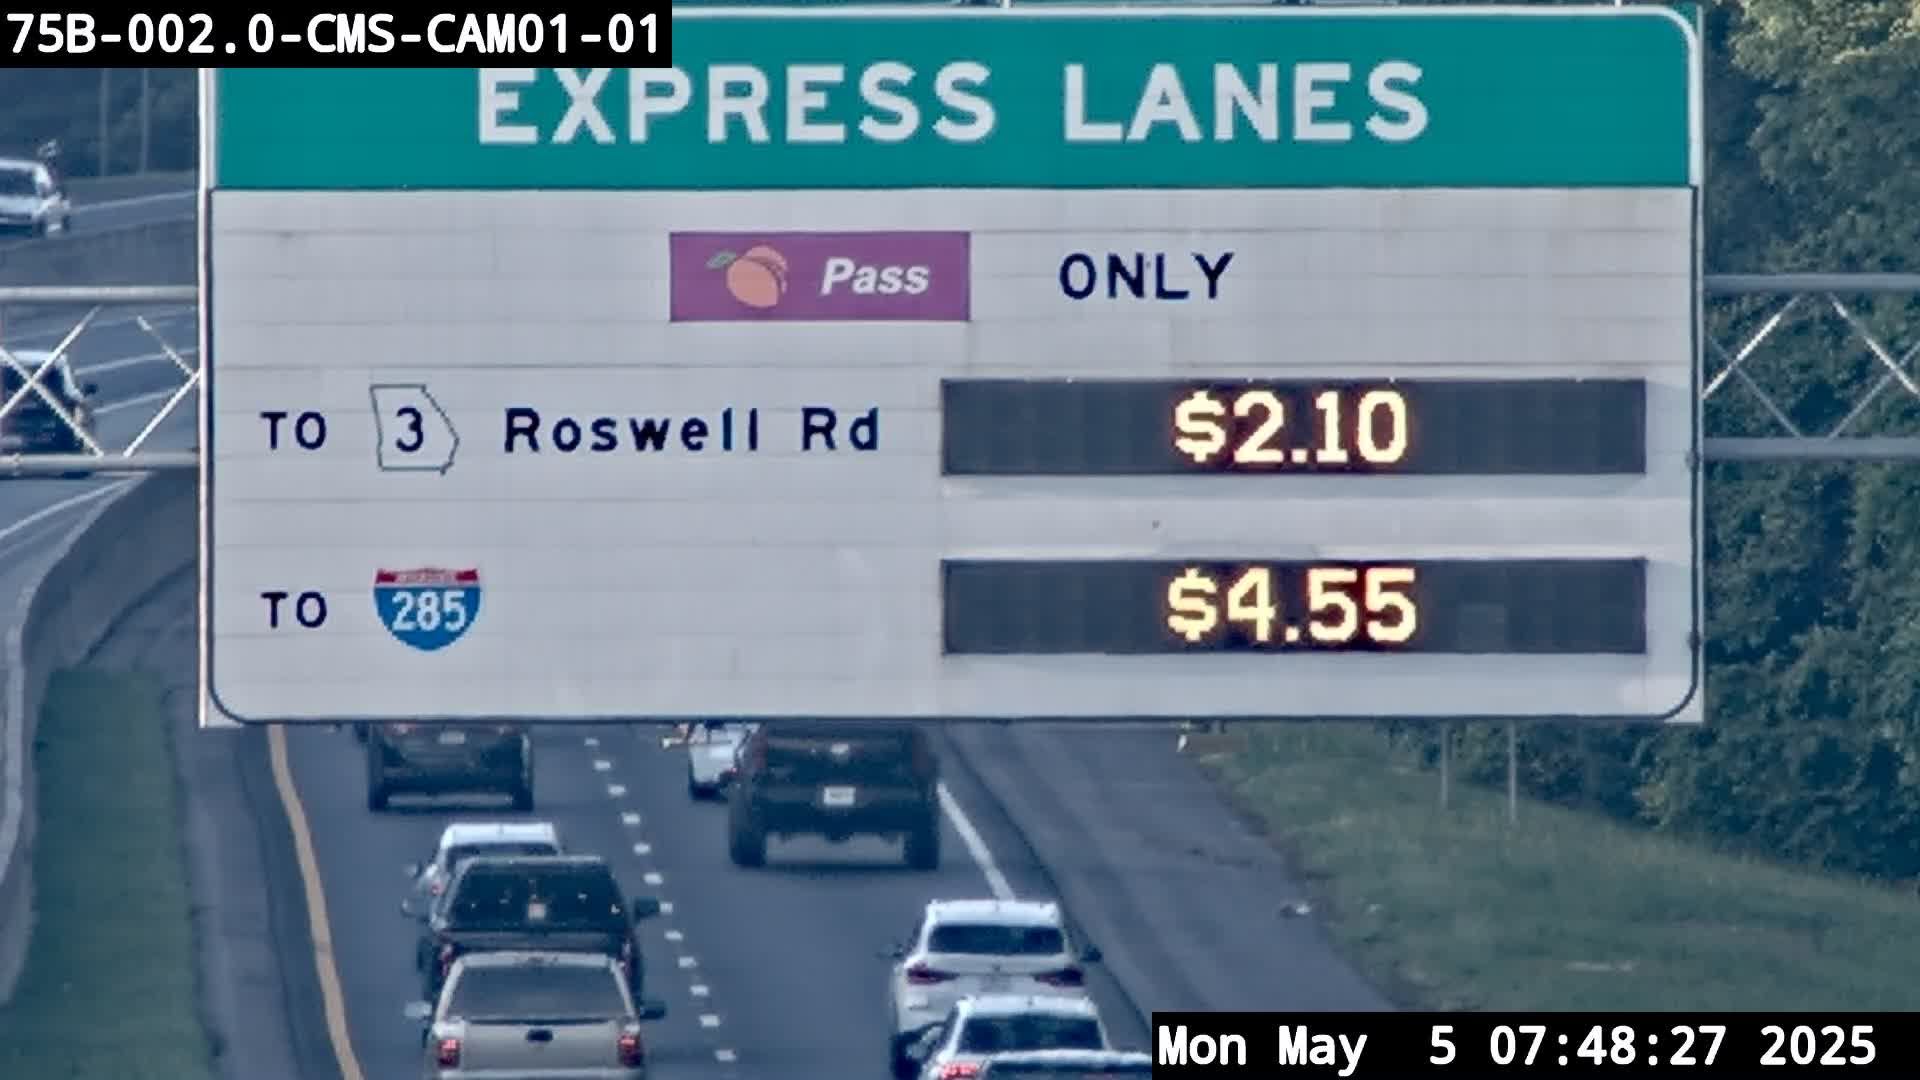 75B-002.0-CMS-CAM01-01
EXPRESS LANES
Pass ONLY
TO 3 Roswell Rd $2.10
TO 285 $4.55
Mon May 5 07:48:27 2025